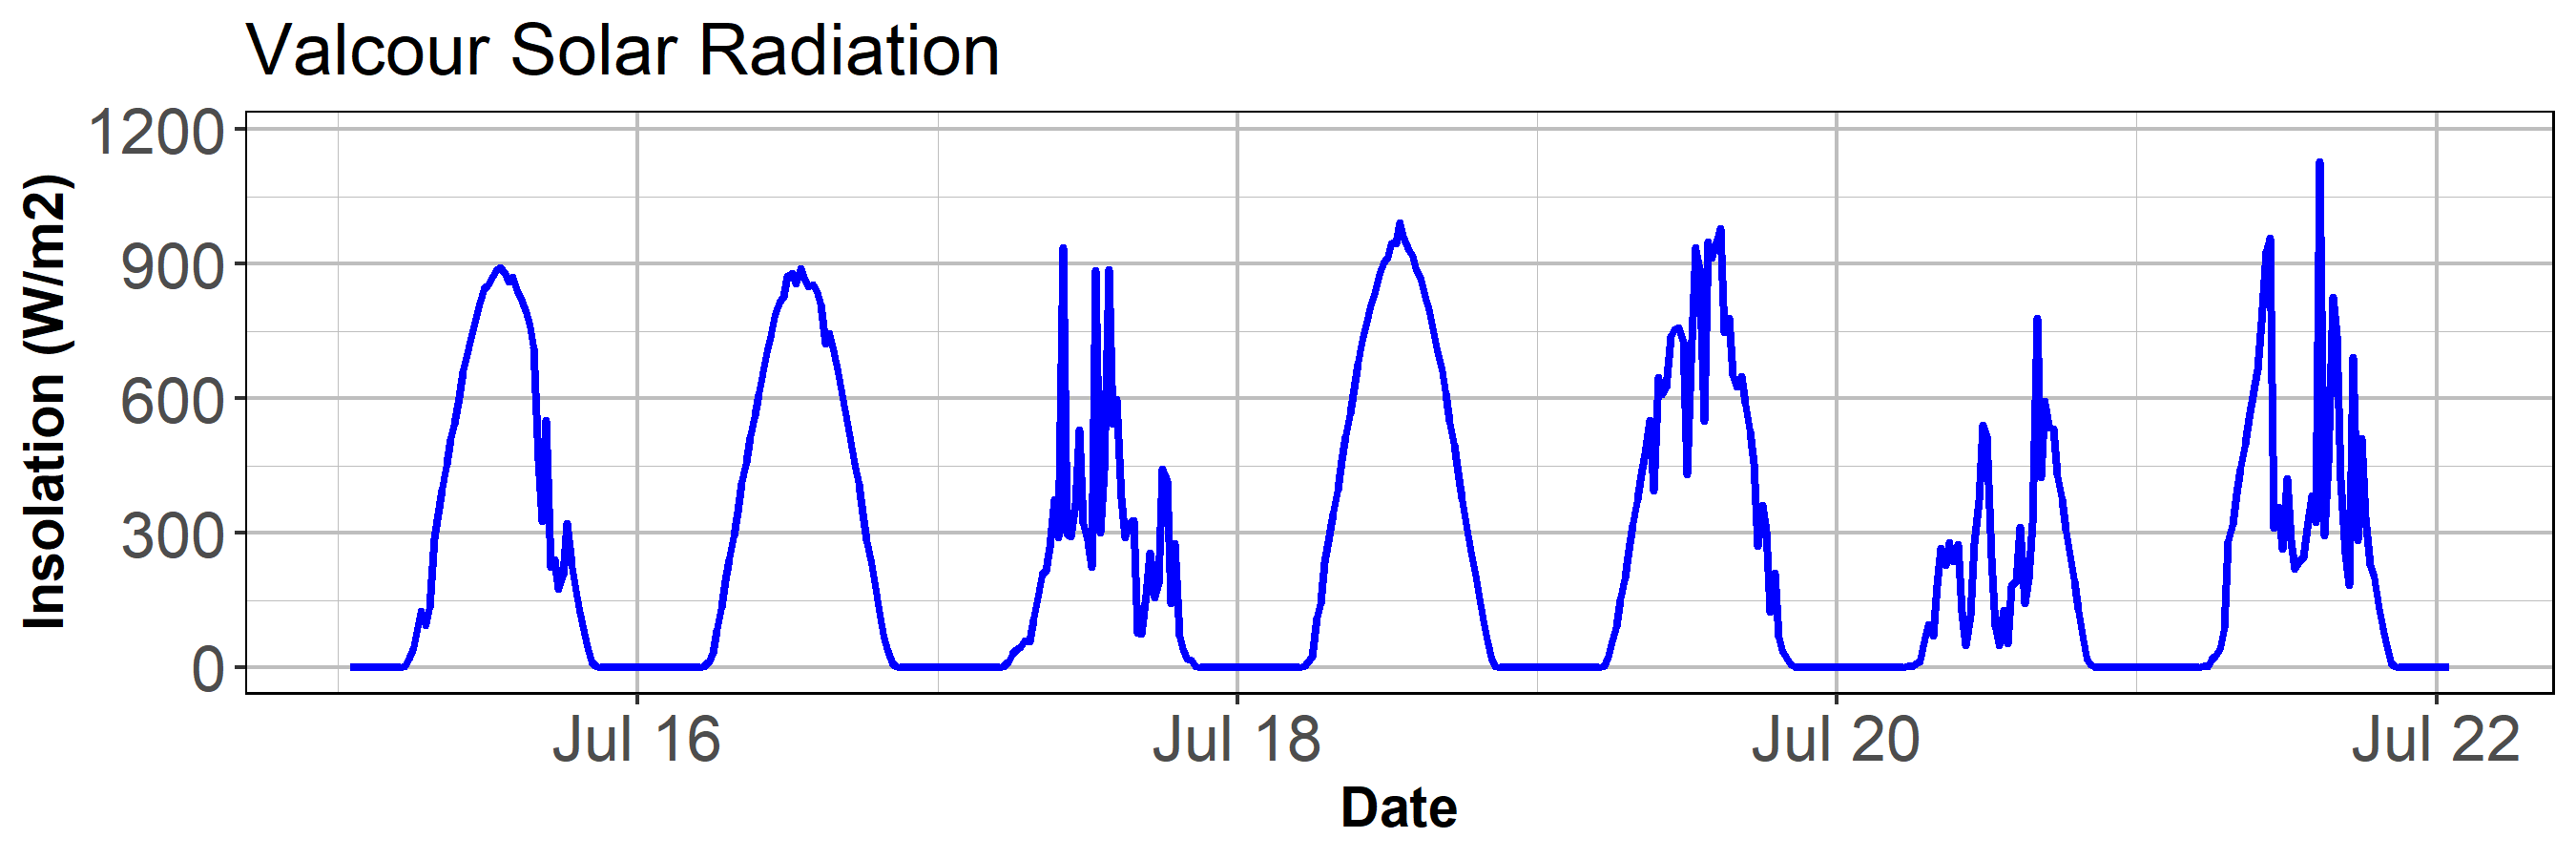 Valcour Solar Radiation
1200
900
600
300
0
Insolation (W/m2)
Jul 16
Jul 18
Jul 20
Jul 22
Date